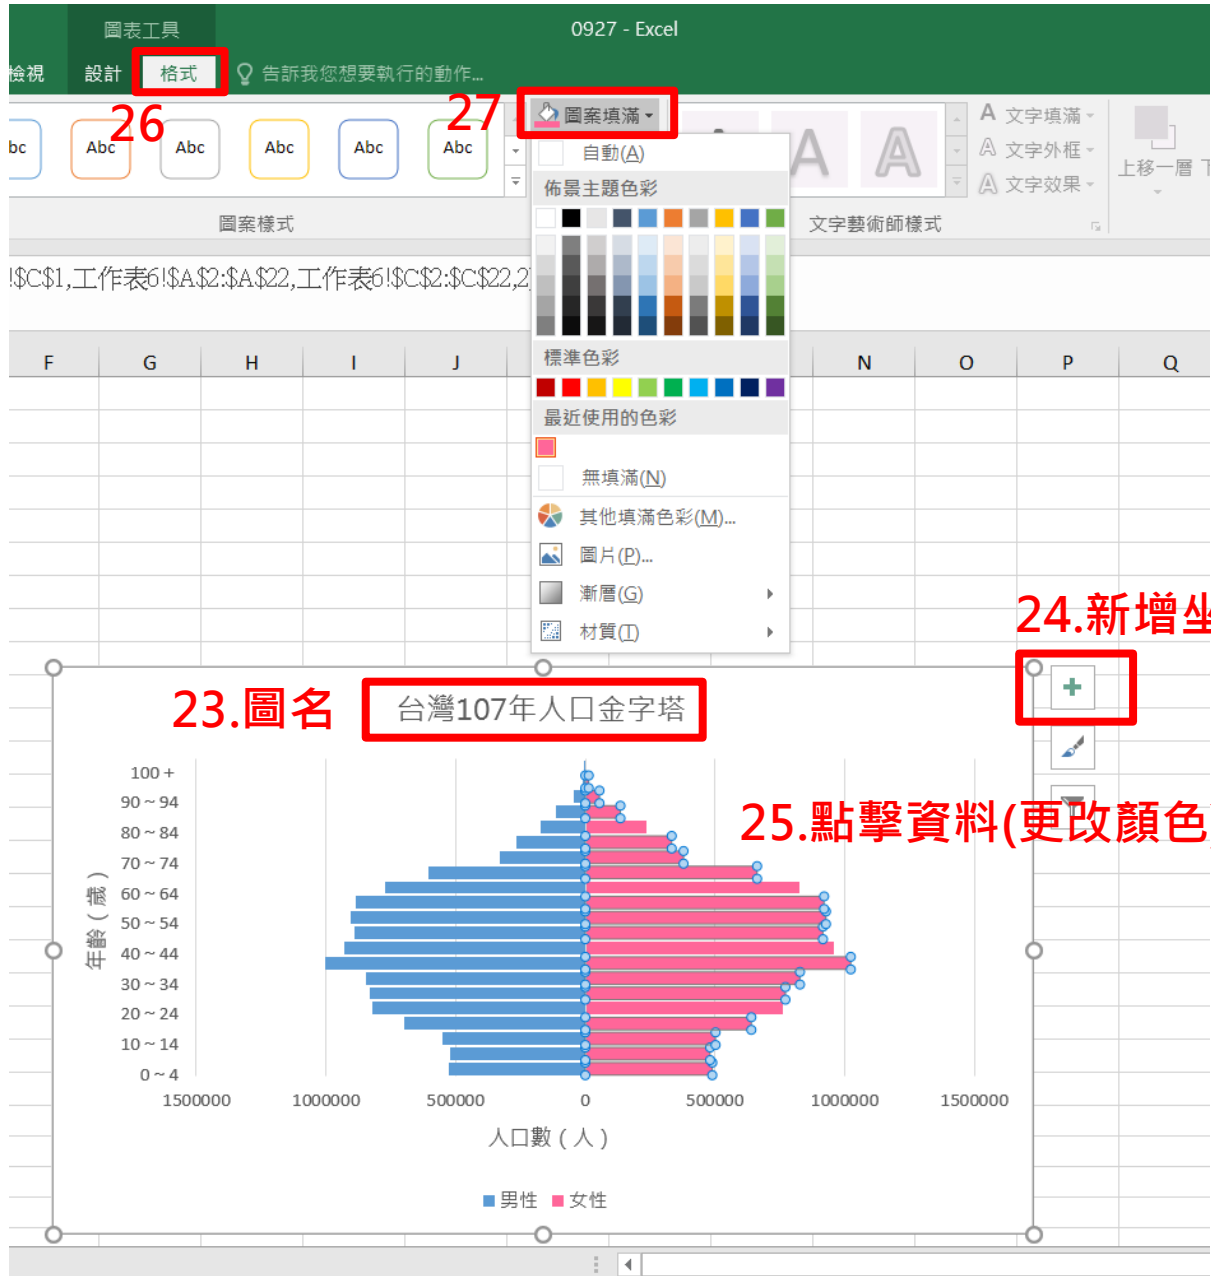 圖表工具
0927 - Excel
檢視 設計 格式 告訴我您想要執行的動作...
26
27
圖案填滿
Abc Abc Abc Abc Abc
自動(A)
文字填滿
文字外框
文字效果
上移一層
佈景主題色彩
圖案樣式
文字藝術師樣式
!$C$1,工作表6!$A$2:$A$22,工作表6!$C$2:$C$22,2
標準色彩
F G H I J N O P Q
最近使用的色彩
無填滿(N)
其他填滿色彩(M)...
圖片(P)...
漸層(G)
材質(T)
24.新增坐
23.圖名
台灣107年人口金字塔
25.點擊資料(更改顏色
100 +
90 ~ 94
80 ~ 84
70 ~ 74
60 ~ 64
50 ~ 54
40 ~ 44
30 ~ 34
20 ~ 24
10 ~ 14
0 ~ 4
年齡(歲)
1500000 1000000 500000 0 500000 1000000 1500000
人口數(人)
男性 女性